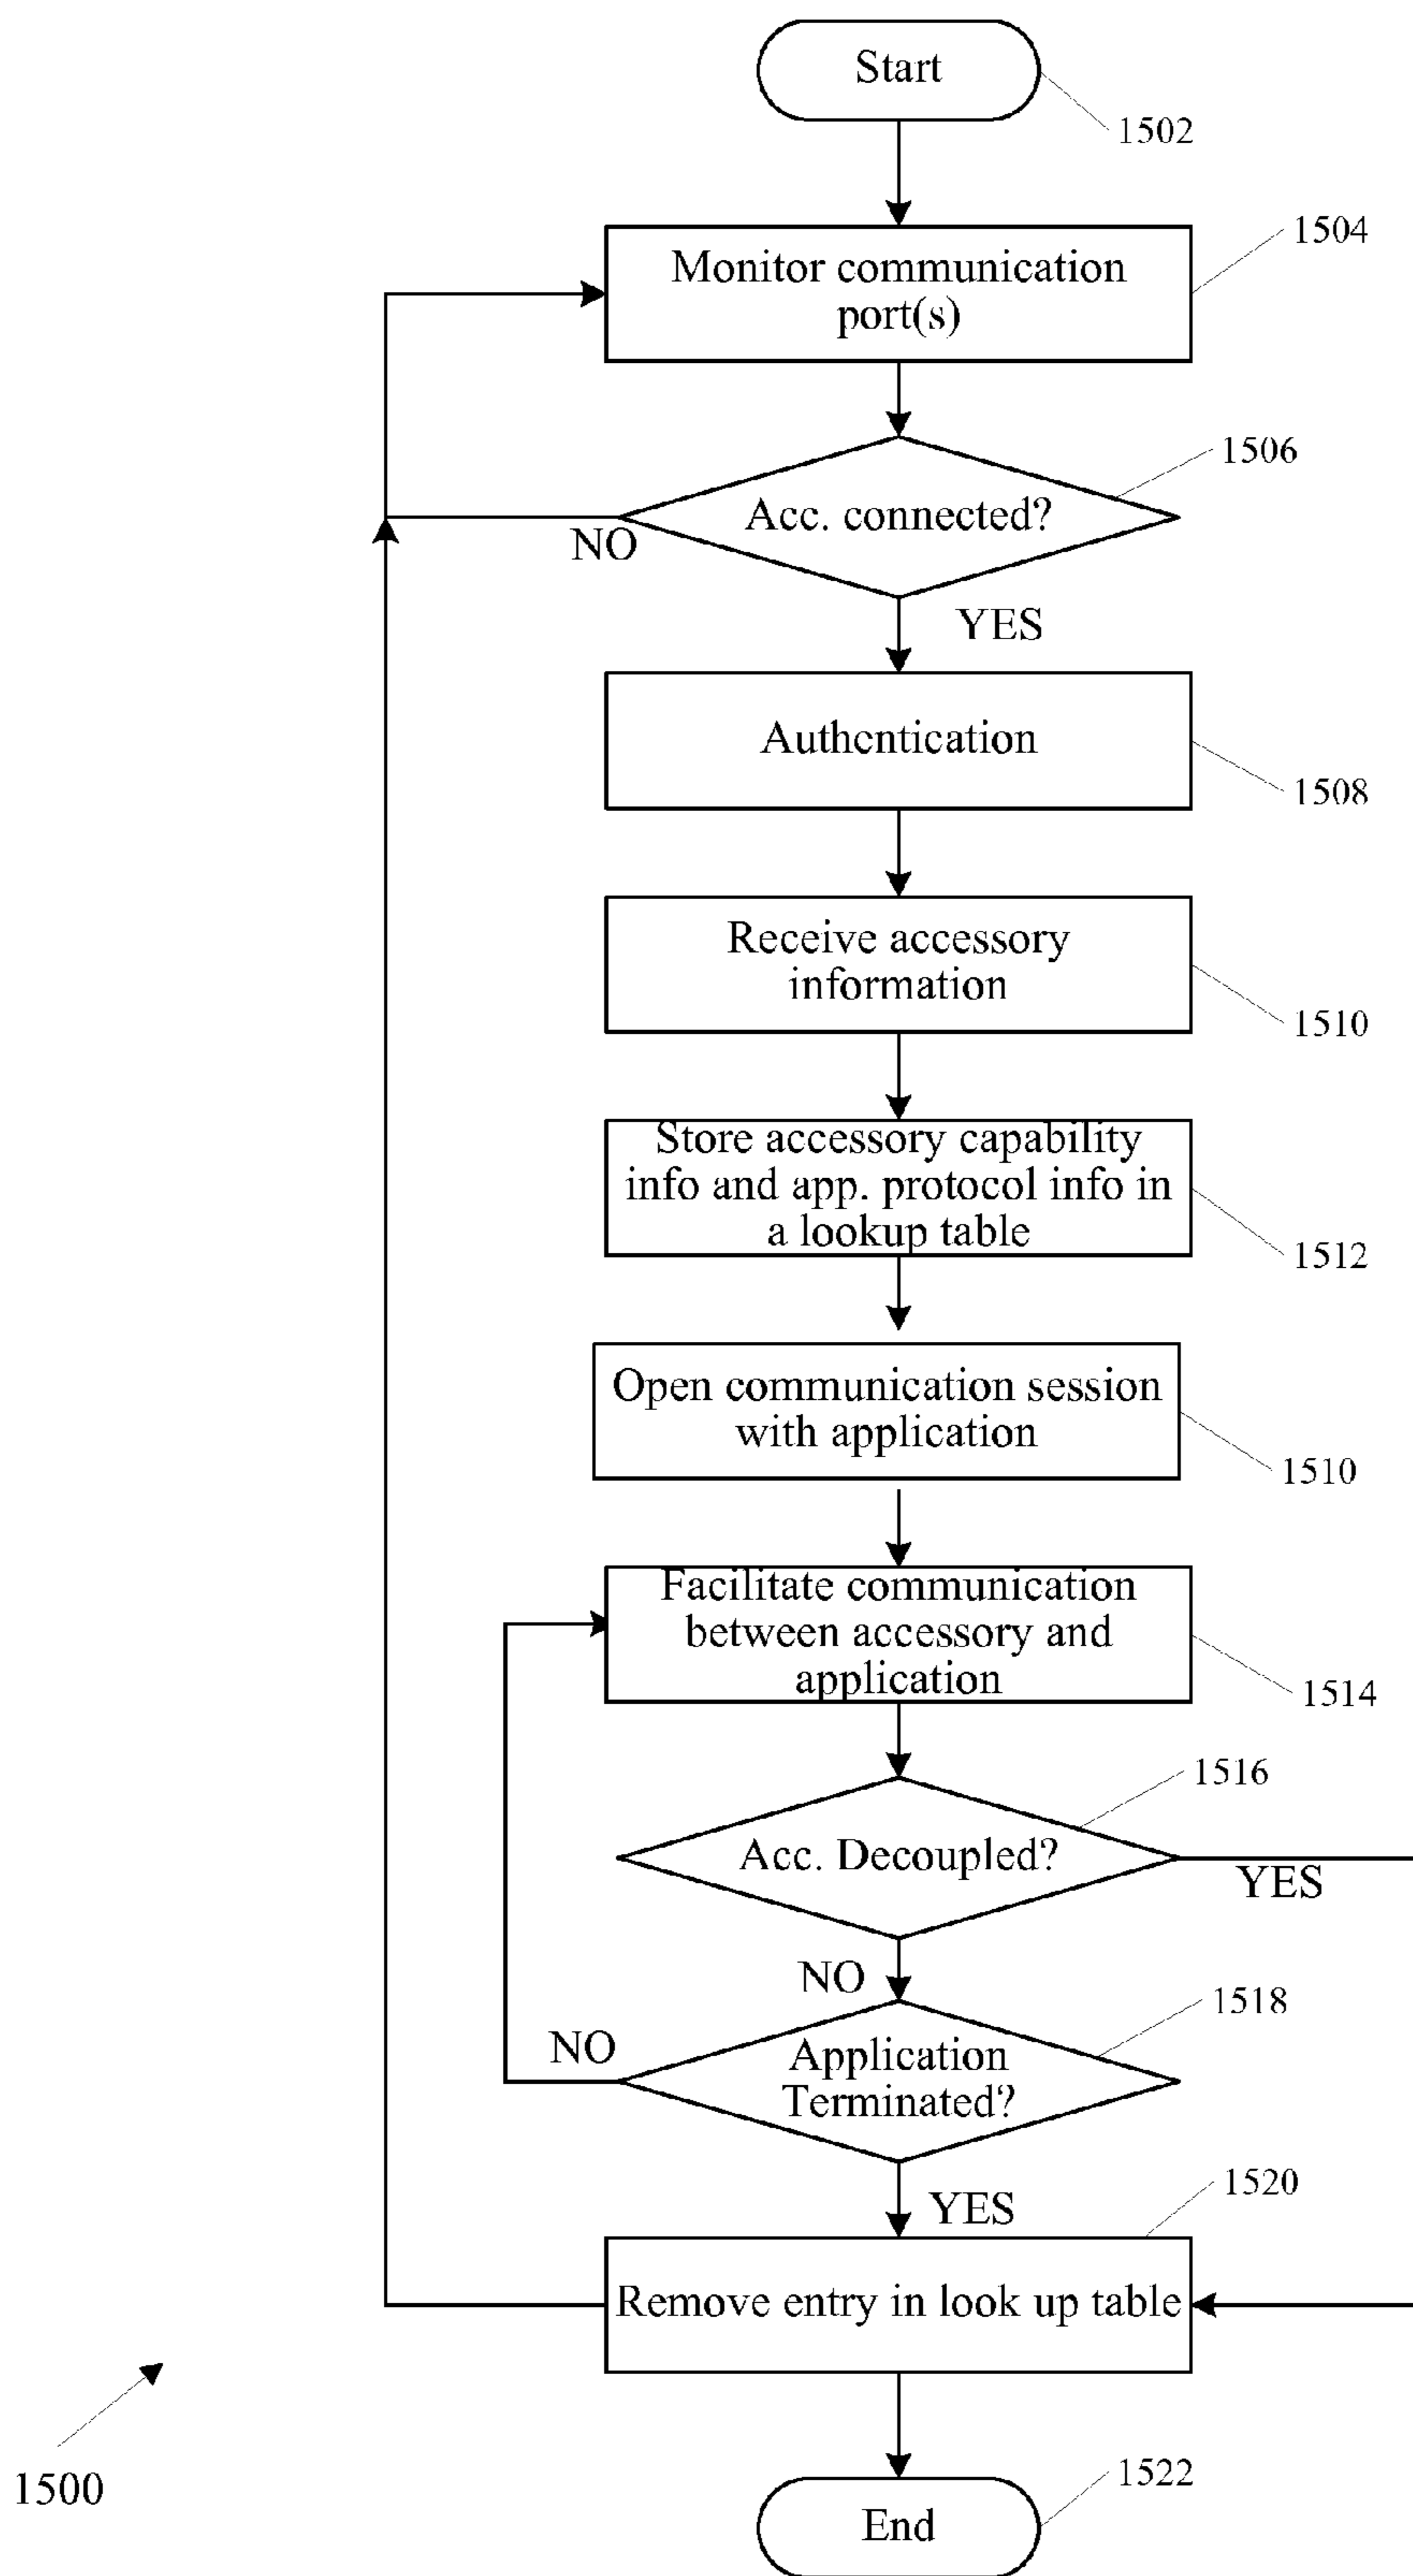 Start
1502
1504
Monitor communication
port(s)
1506
Acc. connected?
NO
YES
Authentication
1508
Receive accessory
information
1510
Store accessory capability
info and app. protocol info in
a lookup table
1512
Open communication session
with application
1510
Facilitate communication
between accessory and
application
1514
1516
Acc. Decoupled?
YES
NO
1518
NO
Application
Terminated?
1520
YES
Remove entry in look up table
1500
1522
End